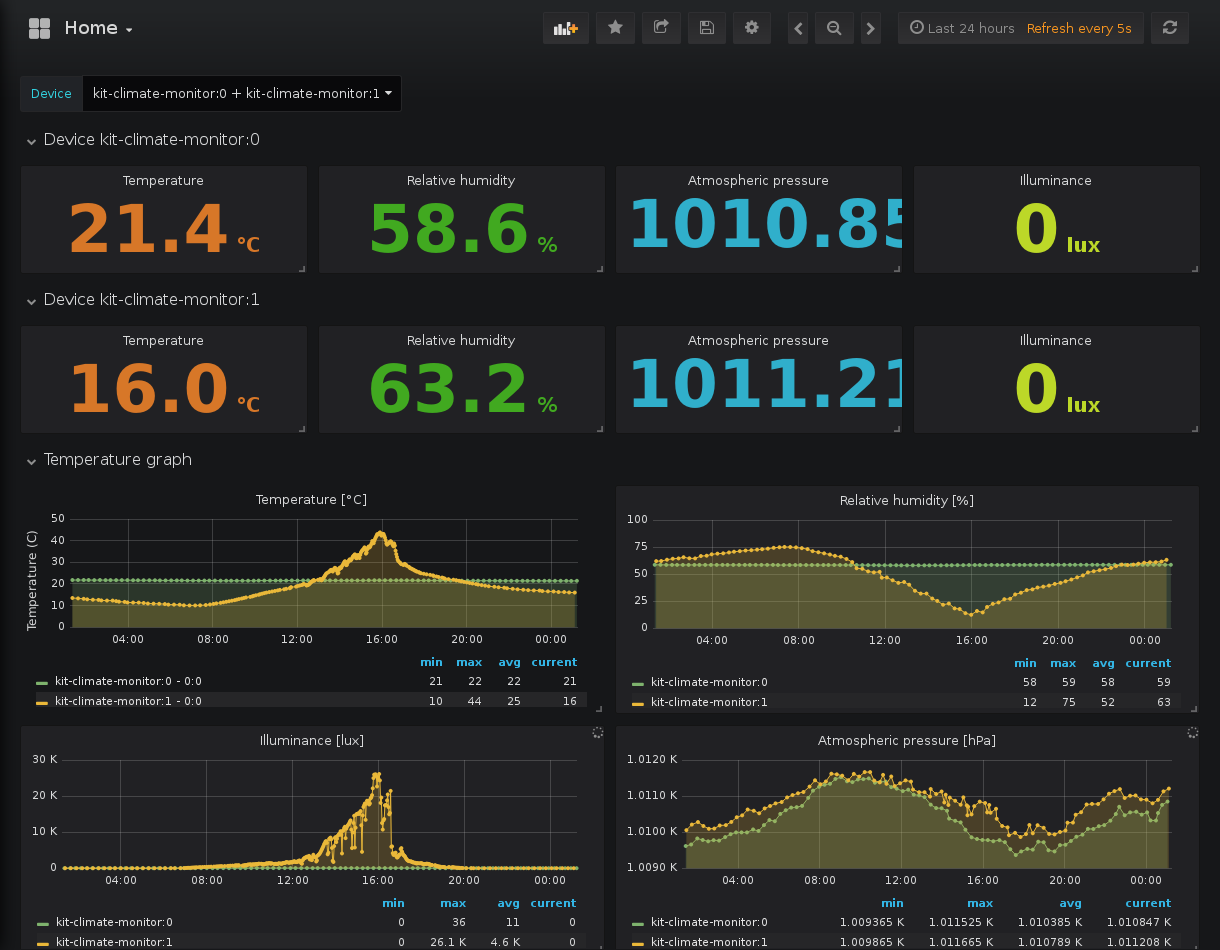 Home
Last 24 hours Refresh every 5s
Device kit-climate-monitor:0 + kit-climate-monitor:1
Device kit-climate-monitor:0
Temperature Relative humidity Atmospheric pressure Illuminance
21.4 °C 58.6 % 1010.85 0 lux
Device kit-climate-monitor:1
Temperature Relative humidity Atmospheric pressure Illuminance
16.0 °C 63.2 % 1011.21 0 lux
Temperature graph
Temperature [°C]
Temperature (C)
50
40
30
20
10
0
04:00 08:00 12:00 16:00 20:00 00:00
min max avg current
kit-climate-monitor:0 - 0:0 21 22 22 21
kit-climate-monitor:1 - 0:0 10 44 25 16
Relative humidity [%]
100
75
50
25
0
04:00 08:00 12:00 16:00 20:00 00:00
min max avg current
kit-climate-monitor:0 58 59 58 59
kit-climate-monitor:1 12 75 52 63
Illuminance [lux]
30 K
20 K
10 K
0
04:00 08:00 12:00 16:00 20:00 00:00
min max avg current
kit-climate-monitor:0 0 36 11 0
kit-climate-monitor:1 0 26.1 K 4.6 K 0
Atmospheric pressure [hPa]
1.0120 K
1.0110 K
1.0100 K
1.0090 K
04:00 08:00 12:00 16:00 20:00 00:00
min max avg current
kit-climate-monitor:0 1.009365 K 1.011525 K 1.010385 K 1.010847 K
kit-climate-monitor:1 1.009865 K 1.011665 K 1.010789 K 1.011208 K